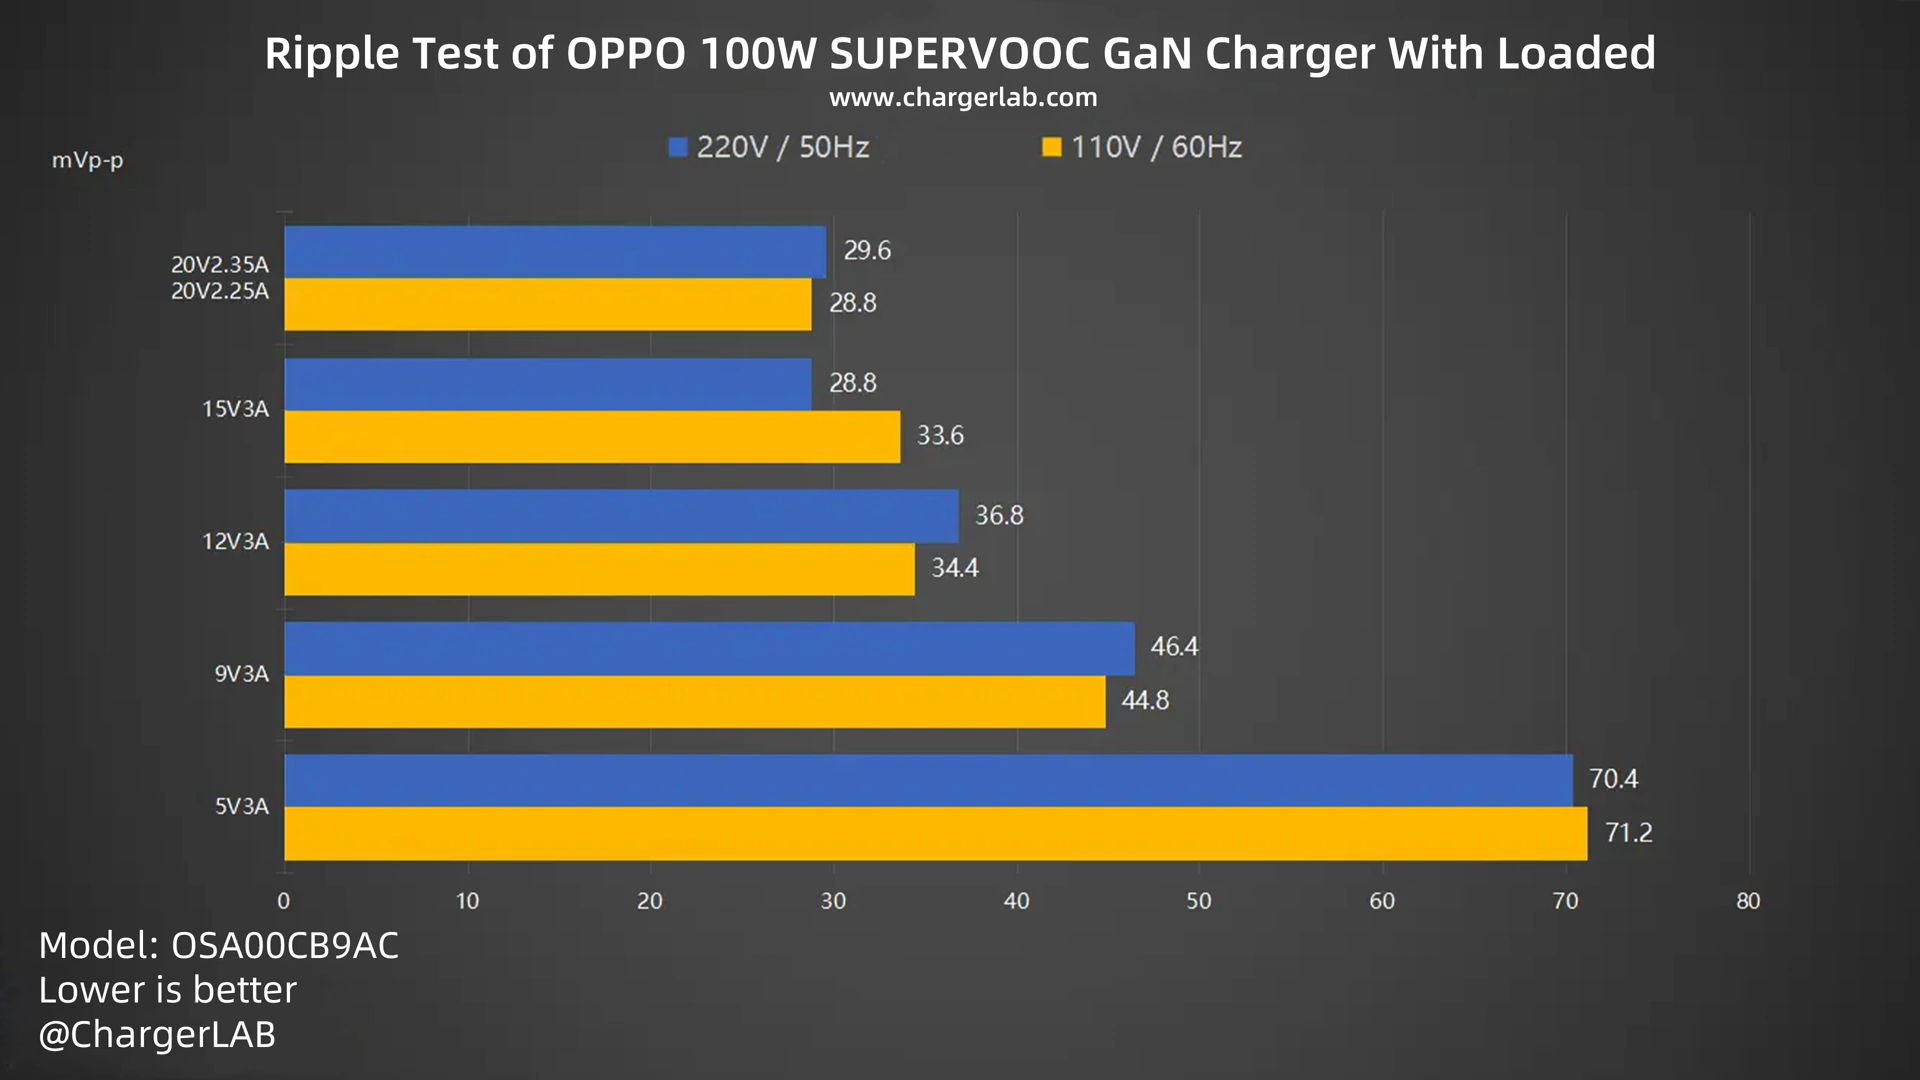 Ripple Test of OPPO 100W SUPERVOOC GaN Charger With Loaded
www.chargerlab.com
220V / 50Hz
110V / 60Hz
mVp-p
20V2.35A
20V2.25A
29.6
28.8
15V3A
28.8
33.6
12V3A
36.8
34.4
9V3A
46.4
44.8
5V3A
70.4
71.2
0 10 20 30 40 50 60 70 80
Model: OSA00CB9AC
Lower is better
@ChargerLAB